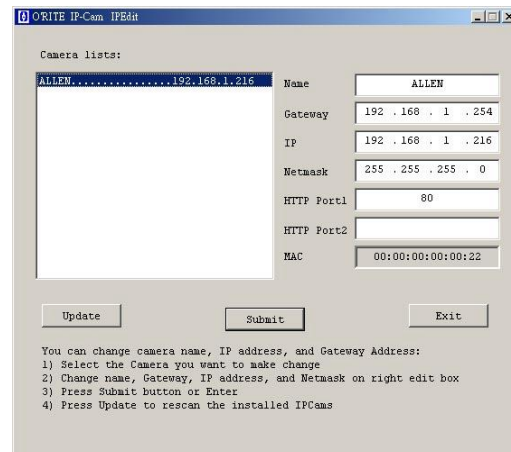 O'RITE IP-Cam IPEdit
Camera lists:
ALLEN................192.168.1.216
Name ALLEN
Gateway 192 . 168 . 1 . 254
IP 192 . 168 . 1 . 216
Netmask 255 . 255 . 255 . 0
HTTP Port1 80
HTTP Port2
MAC 00:00:00:00:00:22
Update Submit Exit
You can change camera name, IP address, and Gateway Address:
1) Select the Camera you want to make change
2) Change name, Gateway, IP address, and Netmask on right edit box
3) Press Submit button or Enter
4) Press Update to rescan the installed IPCams